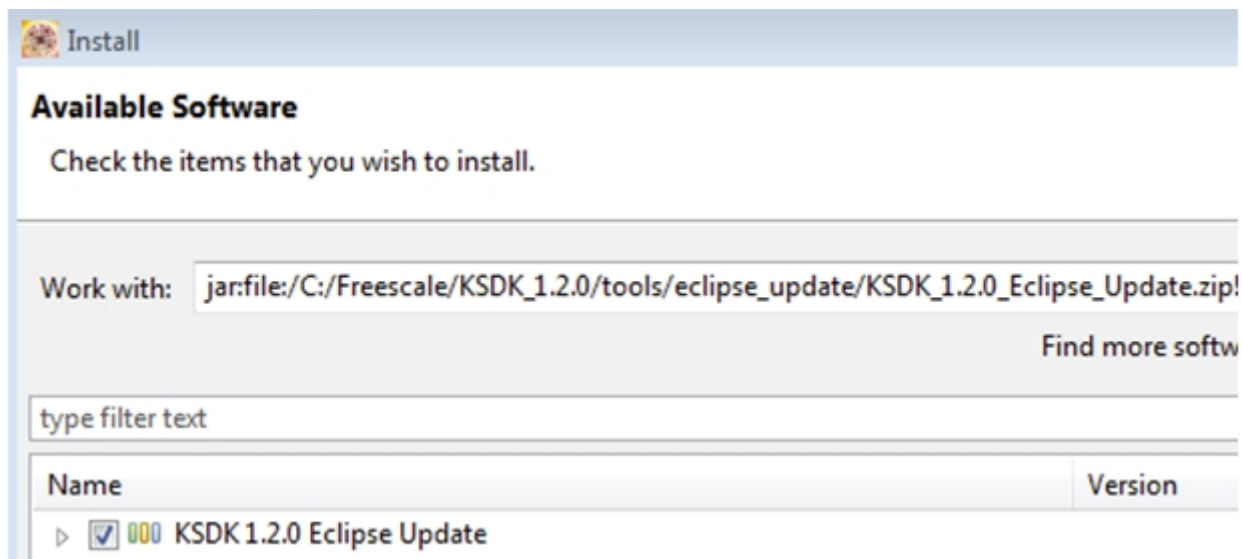 Install
Available Software
Check the items that you wish to install.
Work with: jar:file:/C:/Freescale/KSDK_1.2.0/tools/eclipse_update/KSDK_1.2.0_Eclipse_Update.zip!
Find more softw
type filter text
Name Version
KSDK 1.2.0 Eclipse Update